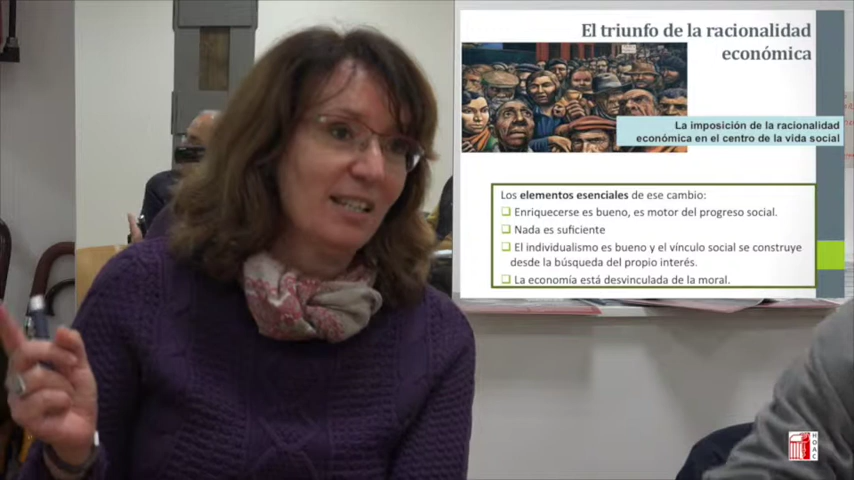 El triunfo de la racionalidad
económica
La imposición de la racionalidad
económica en el centro de la vida social
Los elementos esenciales de ese cambio:
Enriquecerse es bueno, es motor del progreso social.
Nada es suficiente
El individualismo es bueno y el vínculo social se construye
desde la búsqueda del propio interés.
La economía está desvinculada de la moral.
HOAC